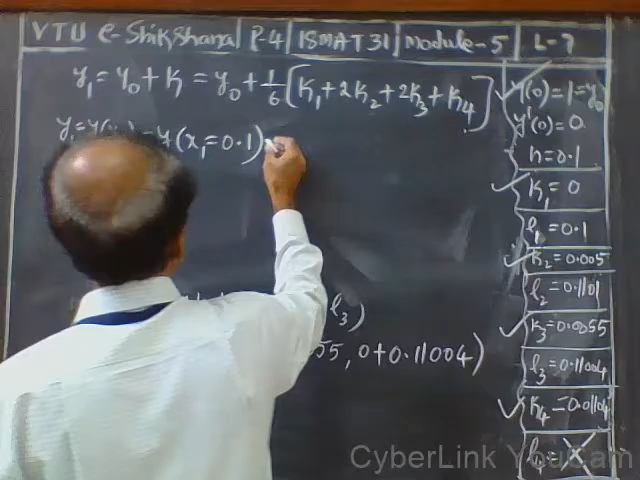 VTU e-Shikshana P-4 18MAT31 Module-5 L-7
y₁ = y₀ + K = y₀ + 1/6 [K₁ + 2K₂ + 2K₃ + K₄]
y₁ = y(x₁) = y(x₁ = 0.1)
l₃)
55, 0 + 0.11004)
y(0) = 1 = y₀
y'(0) = 0
h = 0.1
K₁ = 0
l₁ = 0.1
K₂ = 0.005
l₂ = 0.1101
K₃ = 0.0055
l₃ = 0.11004
K₄ = 0.01104
CyberLink YouCam